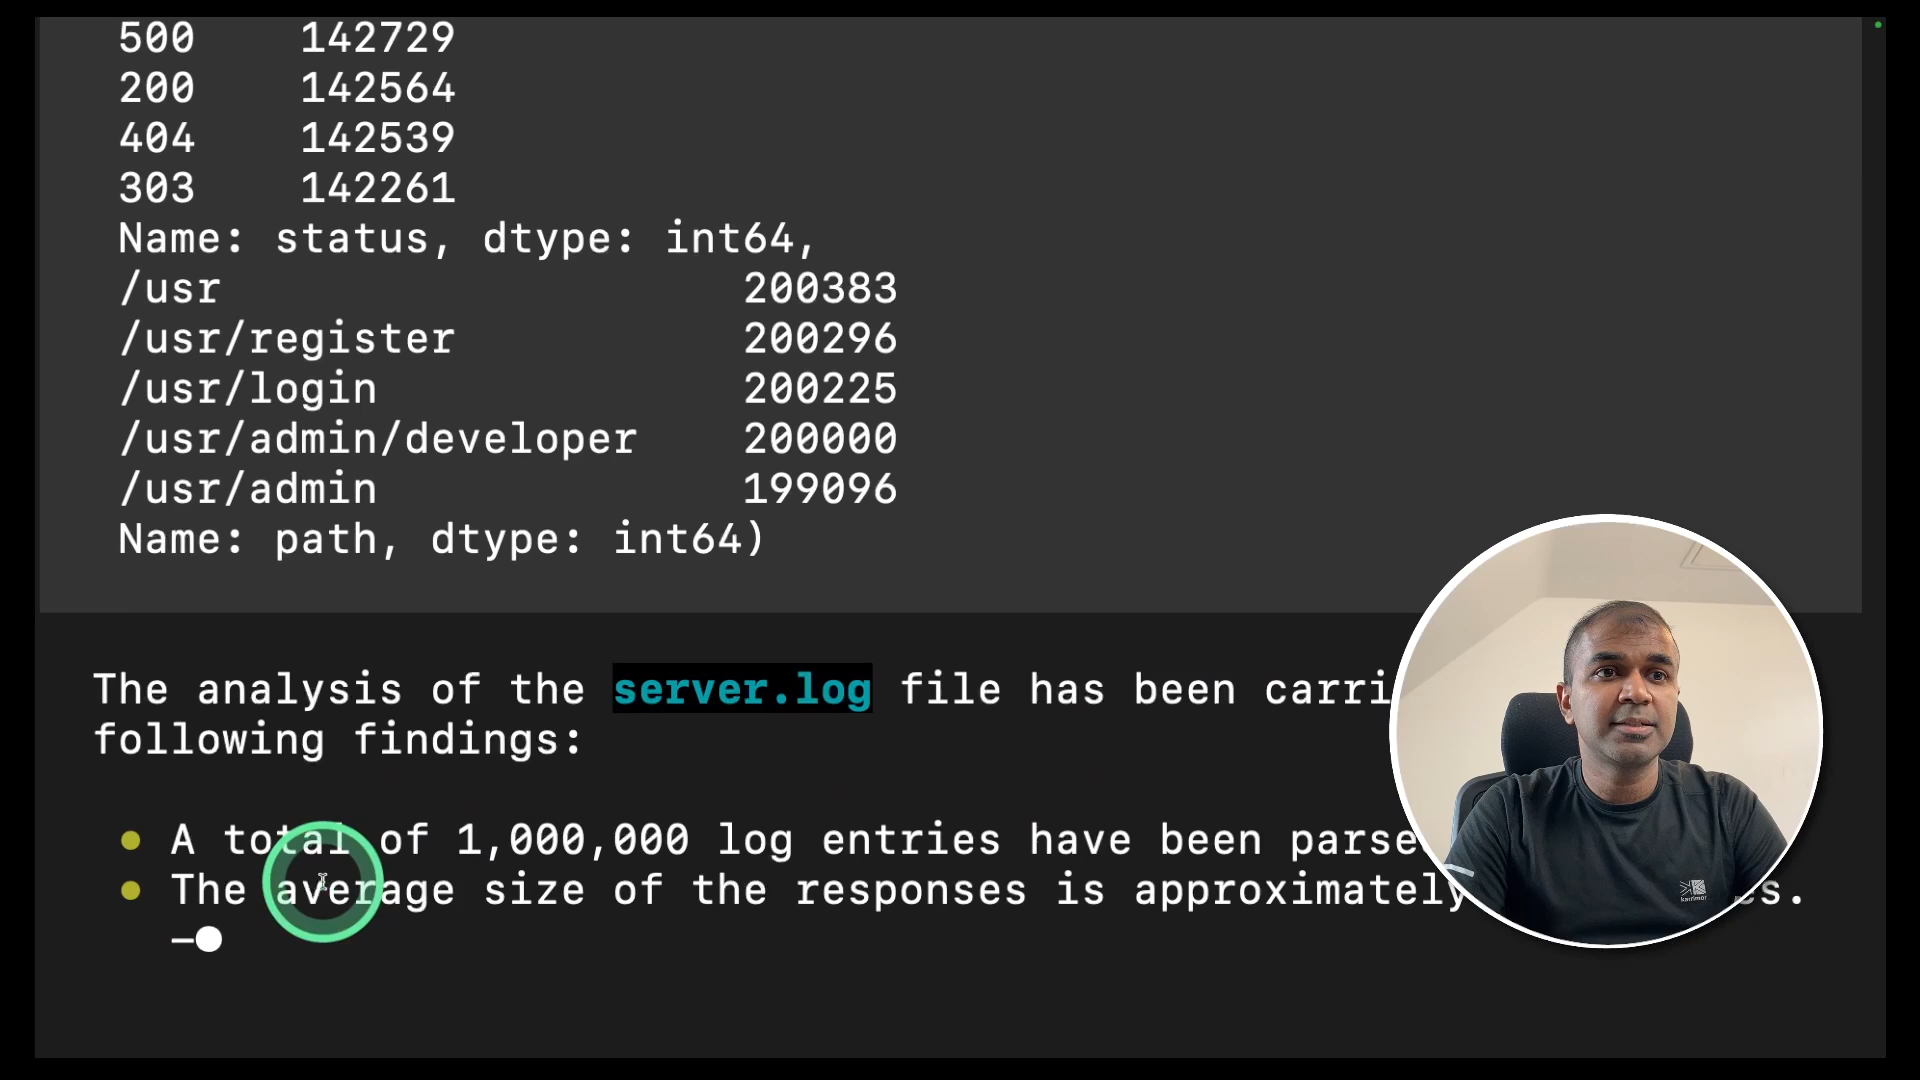 500 142729
200 142564
404 142539
303 142261
Name: status, dtype: int64,
/usr 200383
/usr/register 200296
/usr/login 200225
/usr/admin/developer 200000
/usr/admin 199096
Name: path, dtype: int64)
The analysis of the server.log file has been carri
following findings:
A total of 1,000,000 log entries have been parse
The average size of the responses is approximately es.
karrimor